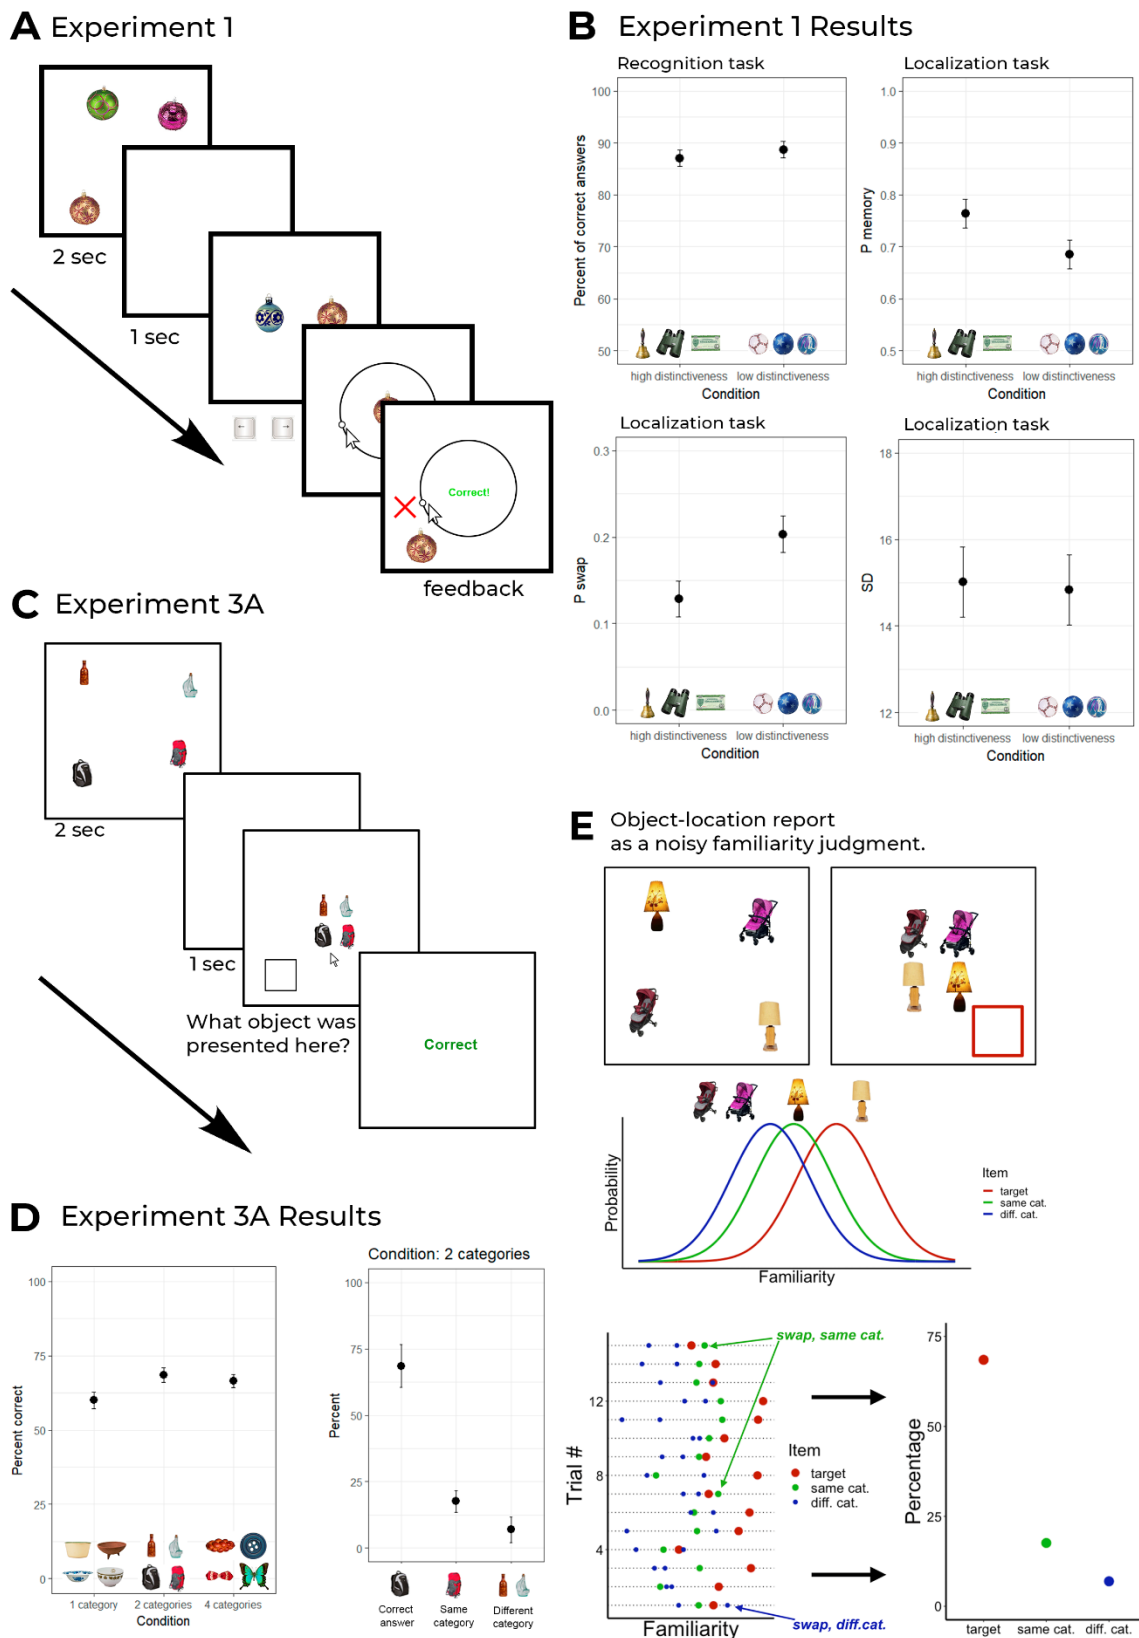 A Experiment 1
2 sec
1 sec
Correct!
feedback
B Experiment 1 Results
Recognition task
Percent of correct answers
100
90
80
70
60
50
high distinctiveness low distinctiveness
Condition
Localization task
P memory
1.0
0.9
0.8
0.7
0.6
0.5
high distinctiveness low distinctiveness
Condition
Localization task
P swap
0.3
0.2
0.1
0.0
high distinctiveness low distinctiveness
Condition
Localization task
SD
18
16
14
12
high distinctiveness low distinctiveness
Condition
C Experiment 3A
2 sec
1 sec
What object was
presented here?
Correct
D Experiment 3A Results
Percent correct
100
75
50
25
0
1 category 2 categories 4 categories
Condition
Condition: 2 categories
Percent
100
75
50
25
0
Correct answer
Same category
Different category
E Object-location report
as a noisy familiarity judgment.
Probability
Familiarity
Item
target
same cat.
diff. cat.
swap, same cat.
Trial #
12
8
4
Item
target
same cat.
diff. cat.
swap, diff.cat.
Familiarity
Percentage
75
50
25
0
target same cat. diff. cat.